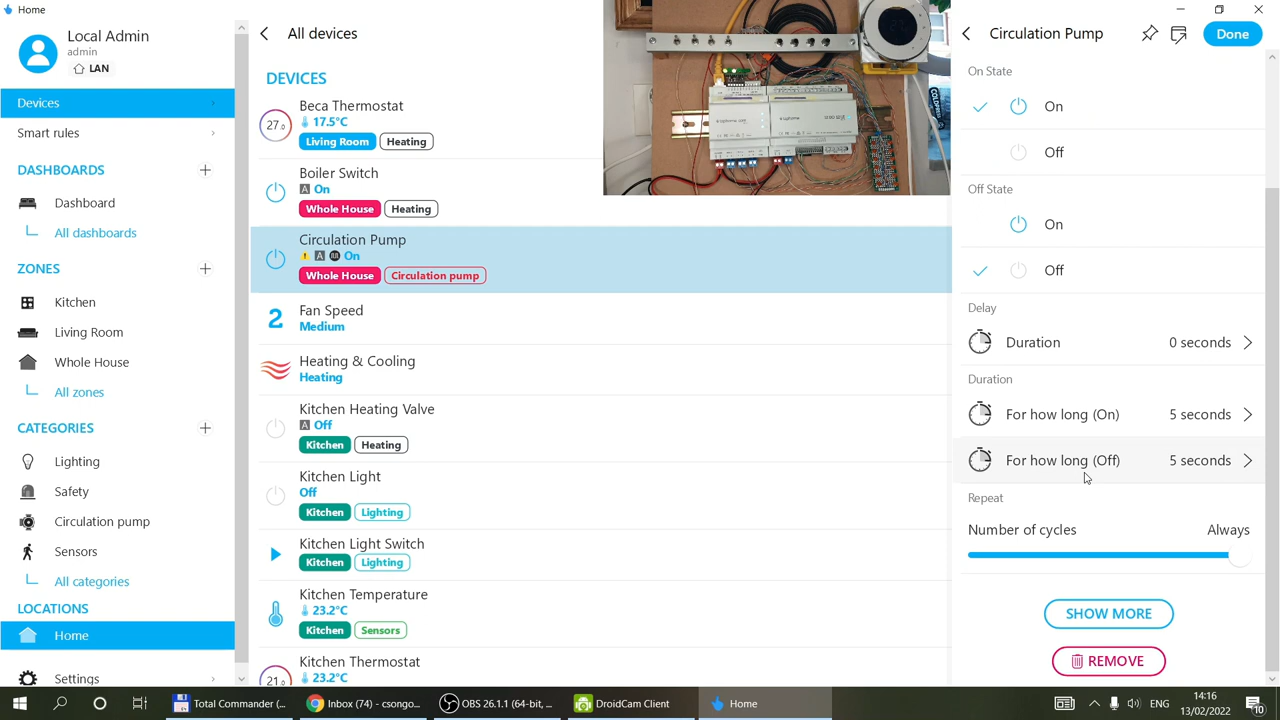 Home
Local Admin
admin
LAN
Devices
Smart rules
DASHBOARDS
Dashboard
All dashboards
ZONES
Kitchen
Living Room
Whole House
All zones
CATEGORIES
Lighting
Safety
Circulation pump
Sensors
All categories
LOCATIONS
Home
Settings
All devices
DEVICES
27.0
Beca Thermostat
17.5°C
Living Room Heating
Boiler Switch
A On
Whole House Heating
Circulation Pump
A On
Whole House Circulation pump
2
Fan Speed
Medium
Heating & Cooling
Heating
Kitchen Heating Valve
A Off
Kitchen Heating
Kitchen Light
Off
Kitchen Lighting
Kitchen Light Switch
Kitchen Lighting
Kitchen Temperature
23.2°C
Kitchen Sensors
21.0
Kitchen Thermostat
23.2°C
Circulation Pump
Done
On State
On
Off
Off State
On
Off
Delay
Duration 0 seconds
Duration
For how long (On) 5 seconds
For how long (Off) 5 seconds
Repeat
Number of cycles Always
SHOW MORE
REMOVE
Total Commander (...
Inbox (74) - csongo...
OBS 26.1.1 (64-bit, ...
DroidCam Client
Home
ENG
14:16
13/02/2022
10